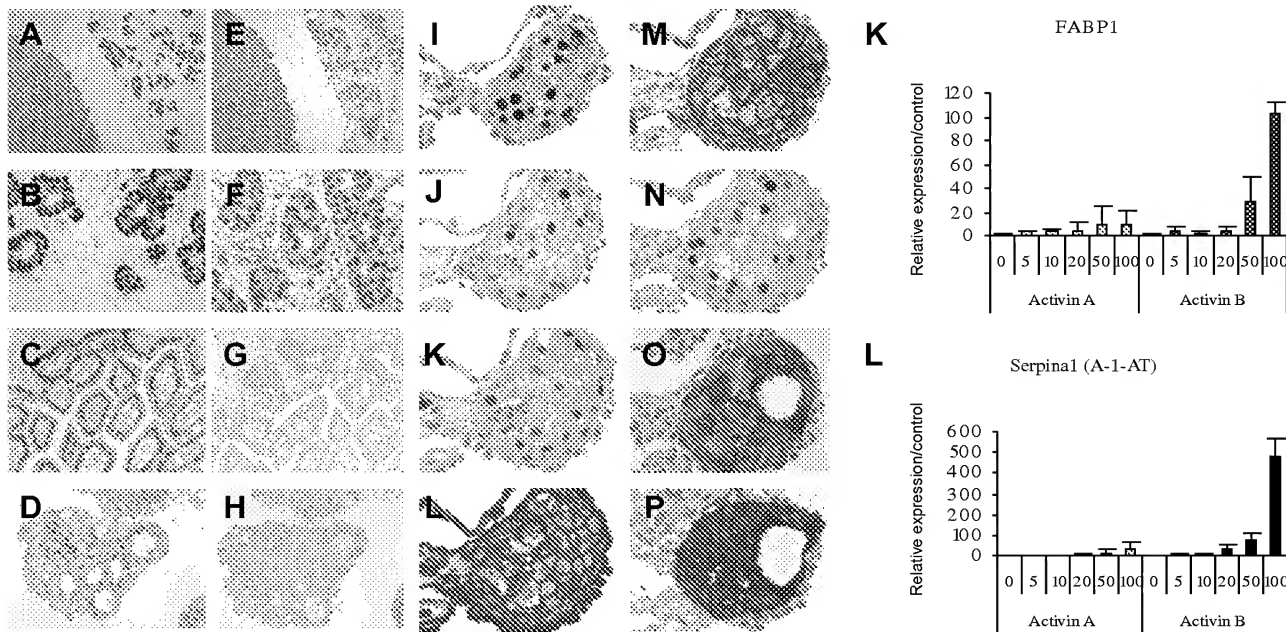 A E I M K FABP1
Relative expression/control
120
100
80
60
40
20
0
0 5 10 20 50 100 0 5 10 20 50 100
Activin A Activin B
B F J N
C G K O L Serpina1 (A-1-AT)
Relative expression/control
600
500
400
300
200
100
0
0 5 10 20 50 100 0 5 10 20 50 100
Activin A Activin B
D H L P